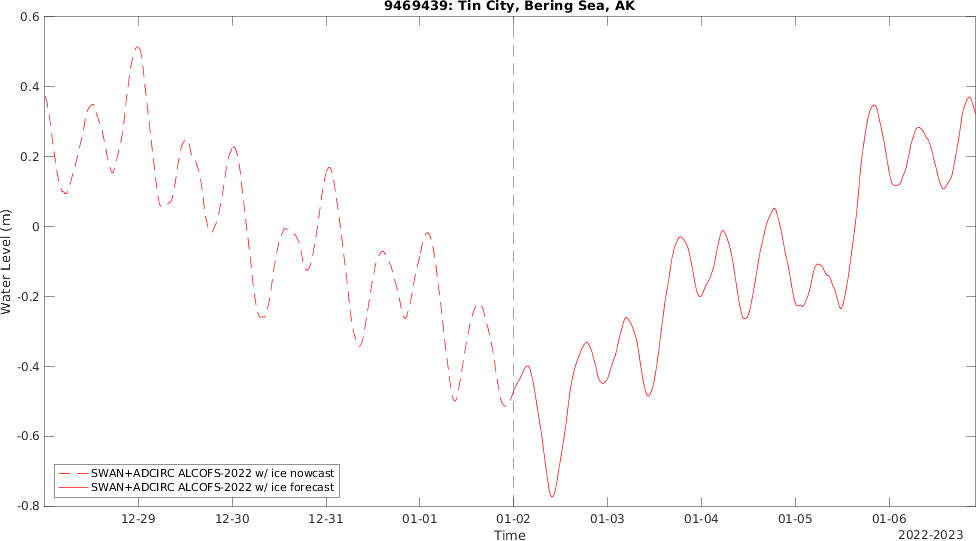 9469439: Tin City, Bering Sea, AK
0.6
0.4
0.2
0
-0.2
-0.4
-0.6
-0.8
Water Level (m)
SWAN+ADCIRC ALCOFS-2022 w/ ice nowcast
SWAN+ADCIRC ALCOFS-2022 w/ ice forecast
12-29 12-30 12-31 01-01 01-02 01-03 01-04 01-05 01-06
Time
2022-2023